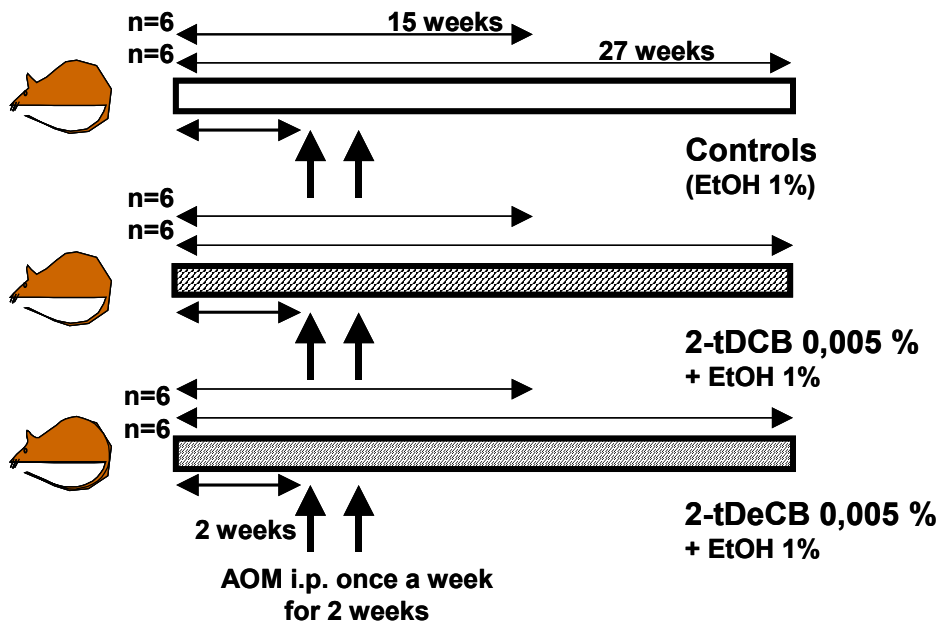 n=6
15 weeks
n=6
27 weeks
Controls
(EtOH 1%)
n=6
n=6
2-tDCB 0,005 %
+ EtOH 1%
n=6
n=6
2-tDeCB 0,005 %
+ EtOH 1%
2 weeks
AOM i.p. once a week
for 2 weeks